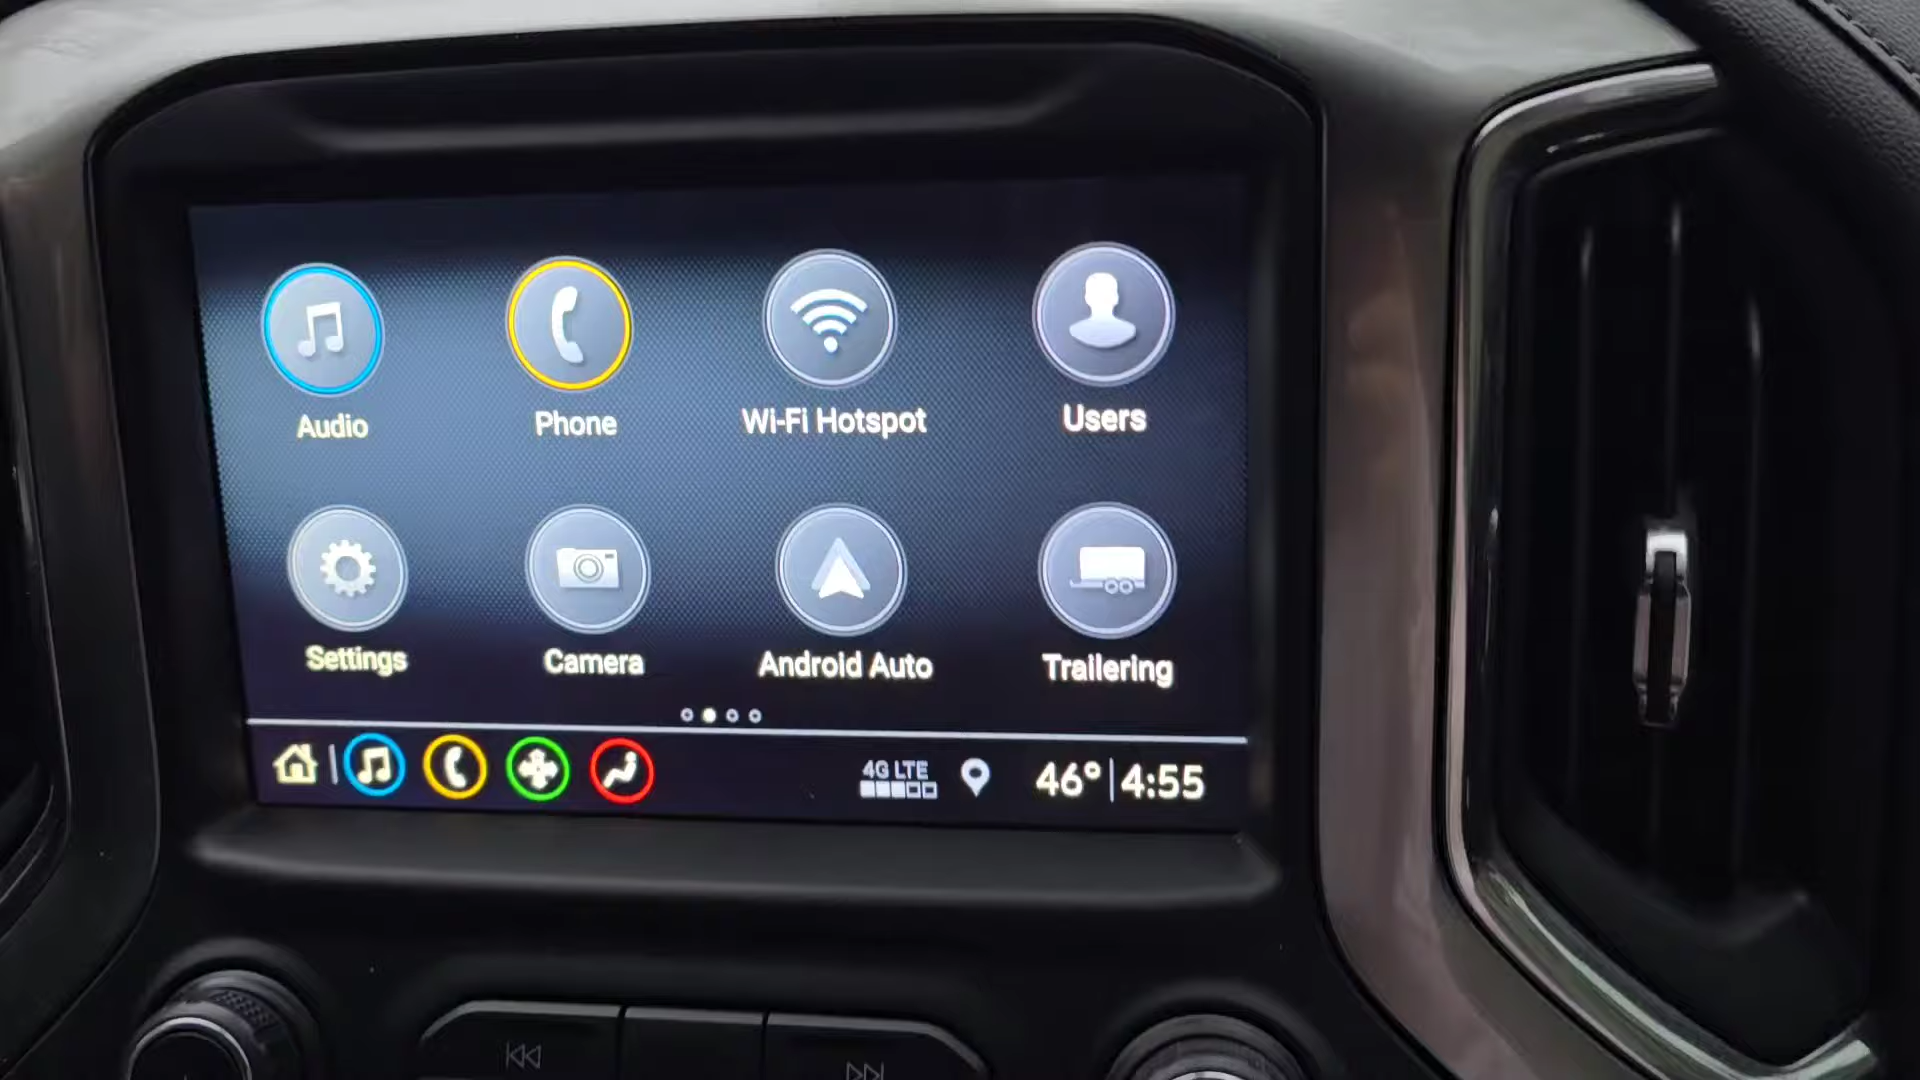 Audio
Phone
Wi-Fi Hotspot
Users
Settings
Camera
Android Auto
Trailering
4G LTE
46° 4:55